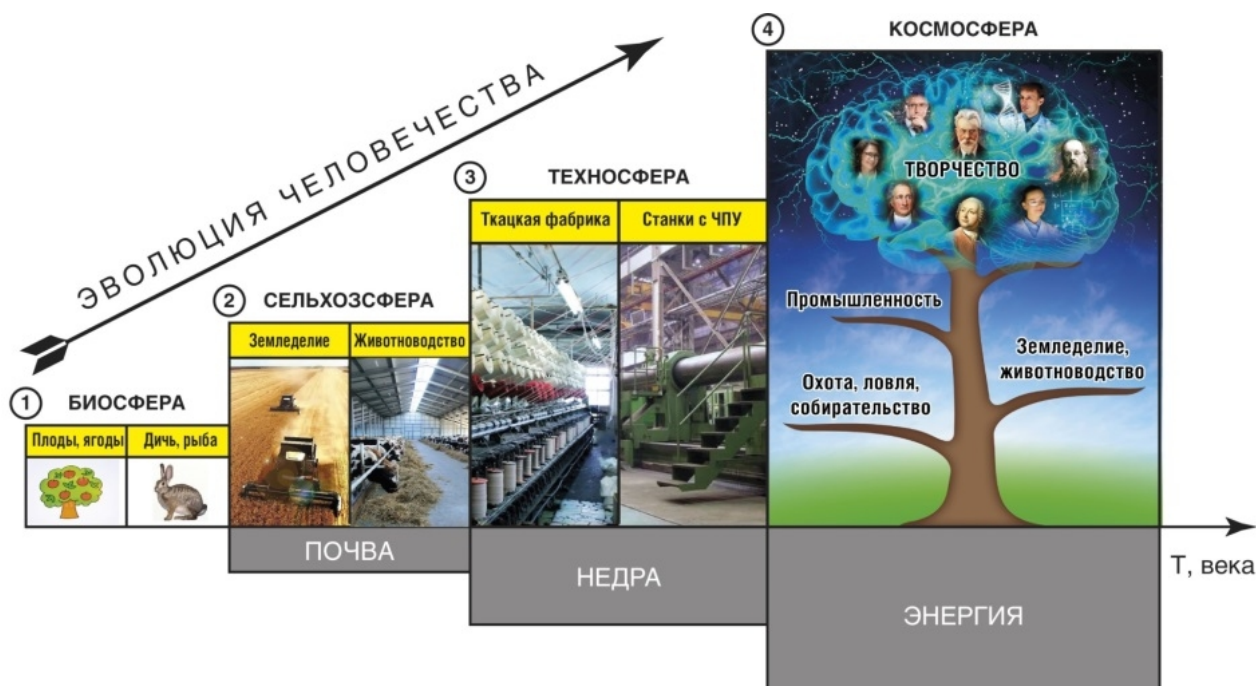 ЭВОЛЮЦИЯ ЧЕЛОВЕЧЕСТВА
1 БИОСФЕРА
Плоды, ягоды
Дичь, рыба
2 СЕЛЬХОЗСФЕРА
Земледелие
Животноводство
ПОЧВА
3 ТЕХНОСФЕРА
Ткацкая фабрика
Станки с ЧПУ
НЕДРА
4 КОСМОСФЕРА
ТВОРЧЕСТВО
Промышленность
Земледелие,
животноводство
Охота, ловля,
собирательство
ЭНЕРГИЯ
Т, века